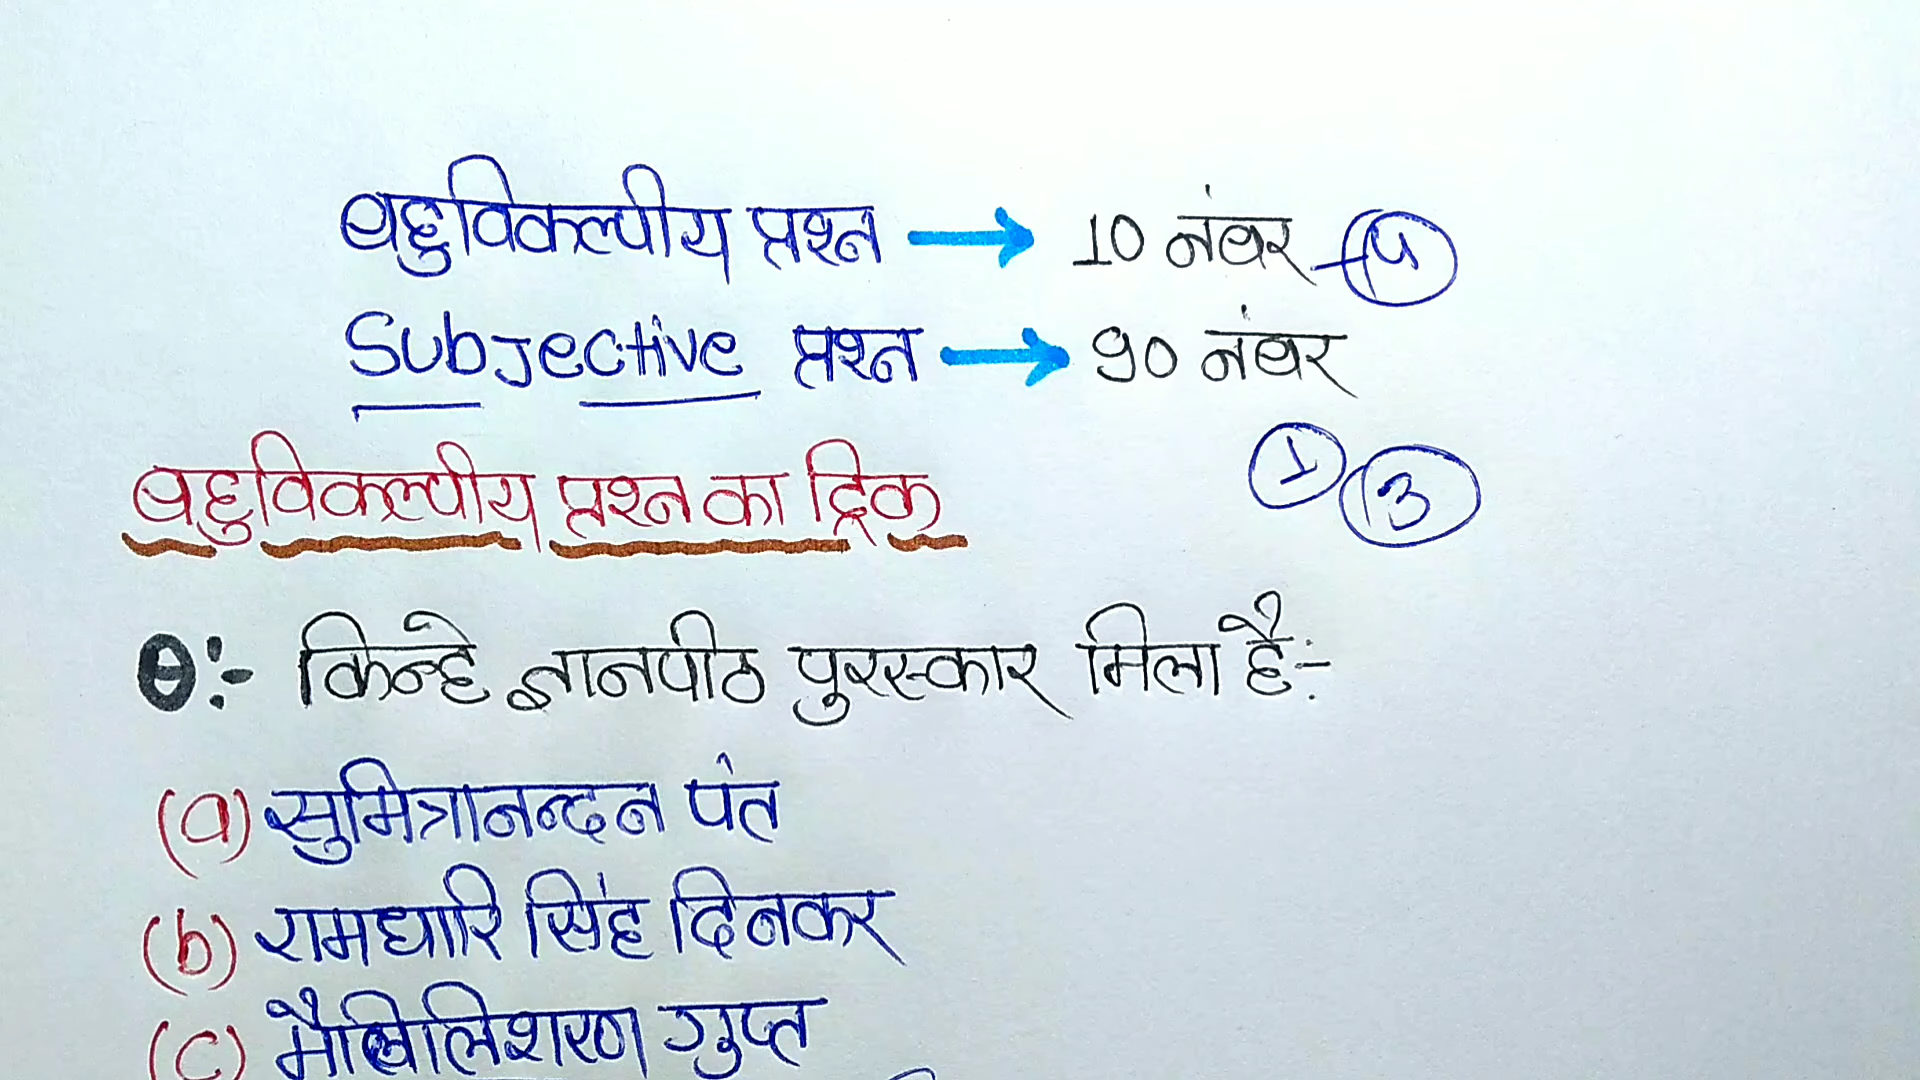 बहुविकल्पीय प्रश्न → 10 नंबर
Subjective प्रश्न → 90 नंबर
1 3
बहुविकल्पीय प्रश्न का ट्रिक
Q:- किन्हे ज्ञानपीठ पुरस्कार मिला है:-
(a) सुमित्रानन्दन पंत
(b) रामधारि सिंह दिनकर
(c) मैथिलिशरण गुप्त